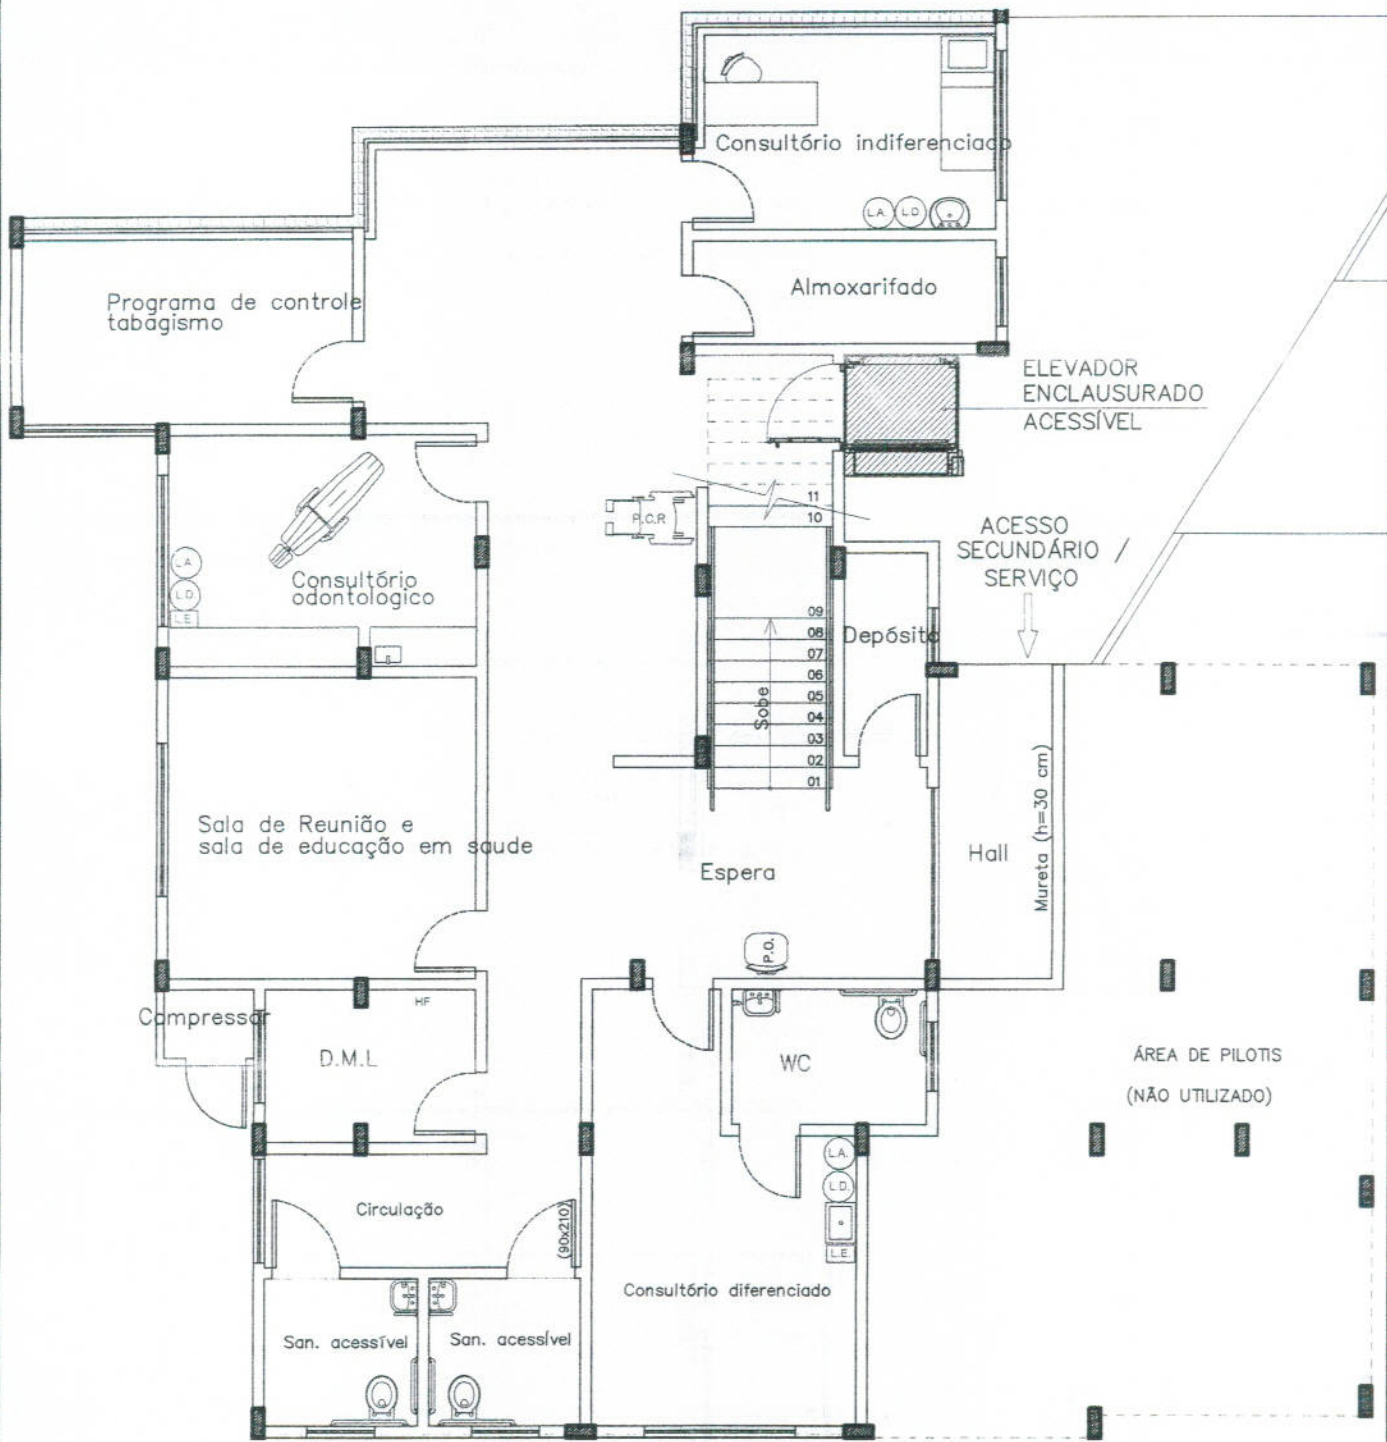 Consultório indiferenciado
L.A.
L.D.
Almoxarifado
Programa de controle
tabagismo
ELEVADOR
ENCLAUSURADO
ACESSÍVEL
P.C.R
11
10
ACESSO
SECUNDÁRIO /
SERVIÇO
L.A.
L.D.
L.E.
Consultório
odontologico
09
08
07
06
05
04
03
02
01
Sobe
Depósito
Mureta (h=30 cm)
Hall
Sala de Reunião e
sala de educação em saude
Espera
P.O.
Compressor
HF
D.M.L
WC
ÁREA DE PILOTIS
(NÃO UTILIZADO)
L.A.
L.D.
L.E.
Circulação
(90x210)
Consultório diferenciado
San. acessível
San. acessível